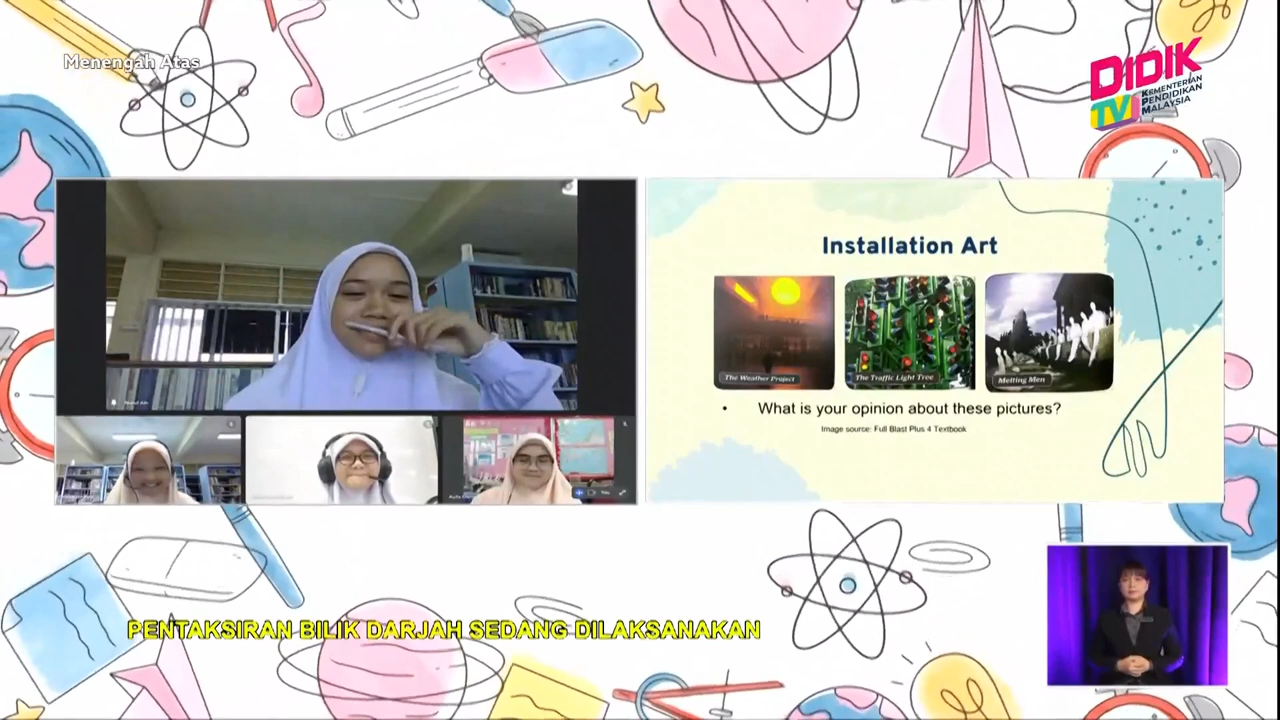 Menengah Atas
DIDIK
TV
KEMENTERIAN
PENDIDIKAN
MALAYSIA
Installation Art
The Weather Project
The Traffic Light Tree
Melting Men
• What is your opinion about these pictures?
Image source: Full Blast Plus 4 Textbook
You
PENTAKSIRAN BILIK DARJAH SEDANG DILAKSANAKAN